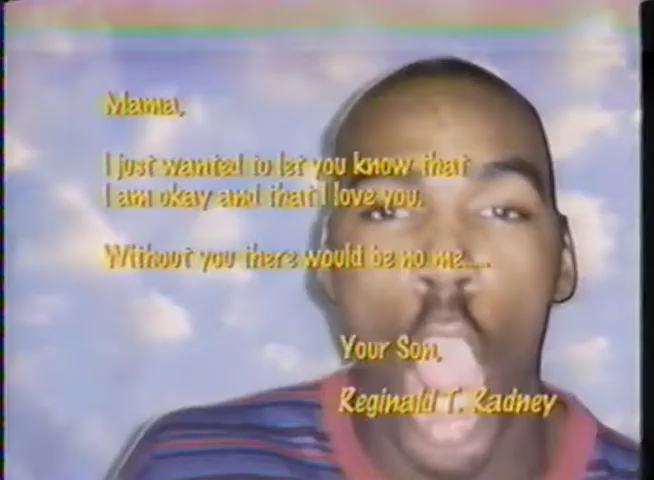 Mama,
I just wanted to let you know that
I am okay and that I love you.
Without you there would be no me.....
Your Son,
Reginald T. Radney